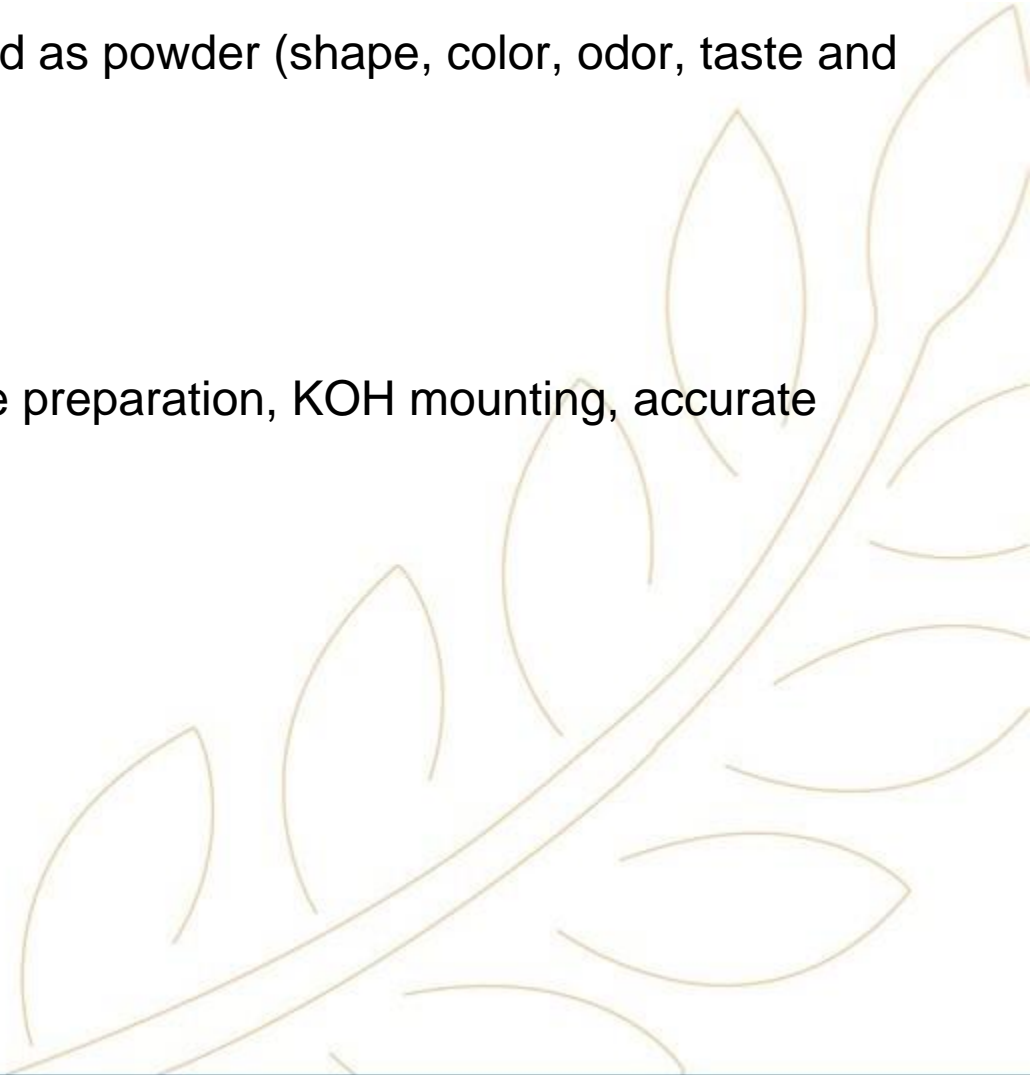 d as powder (shape, color, odor, taste and
preparation, KOH mounting, accurate